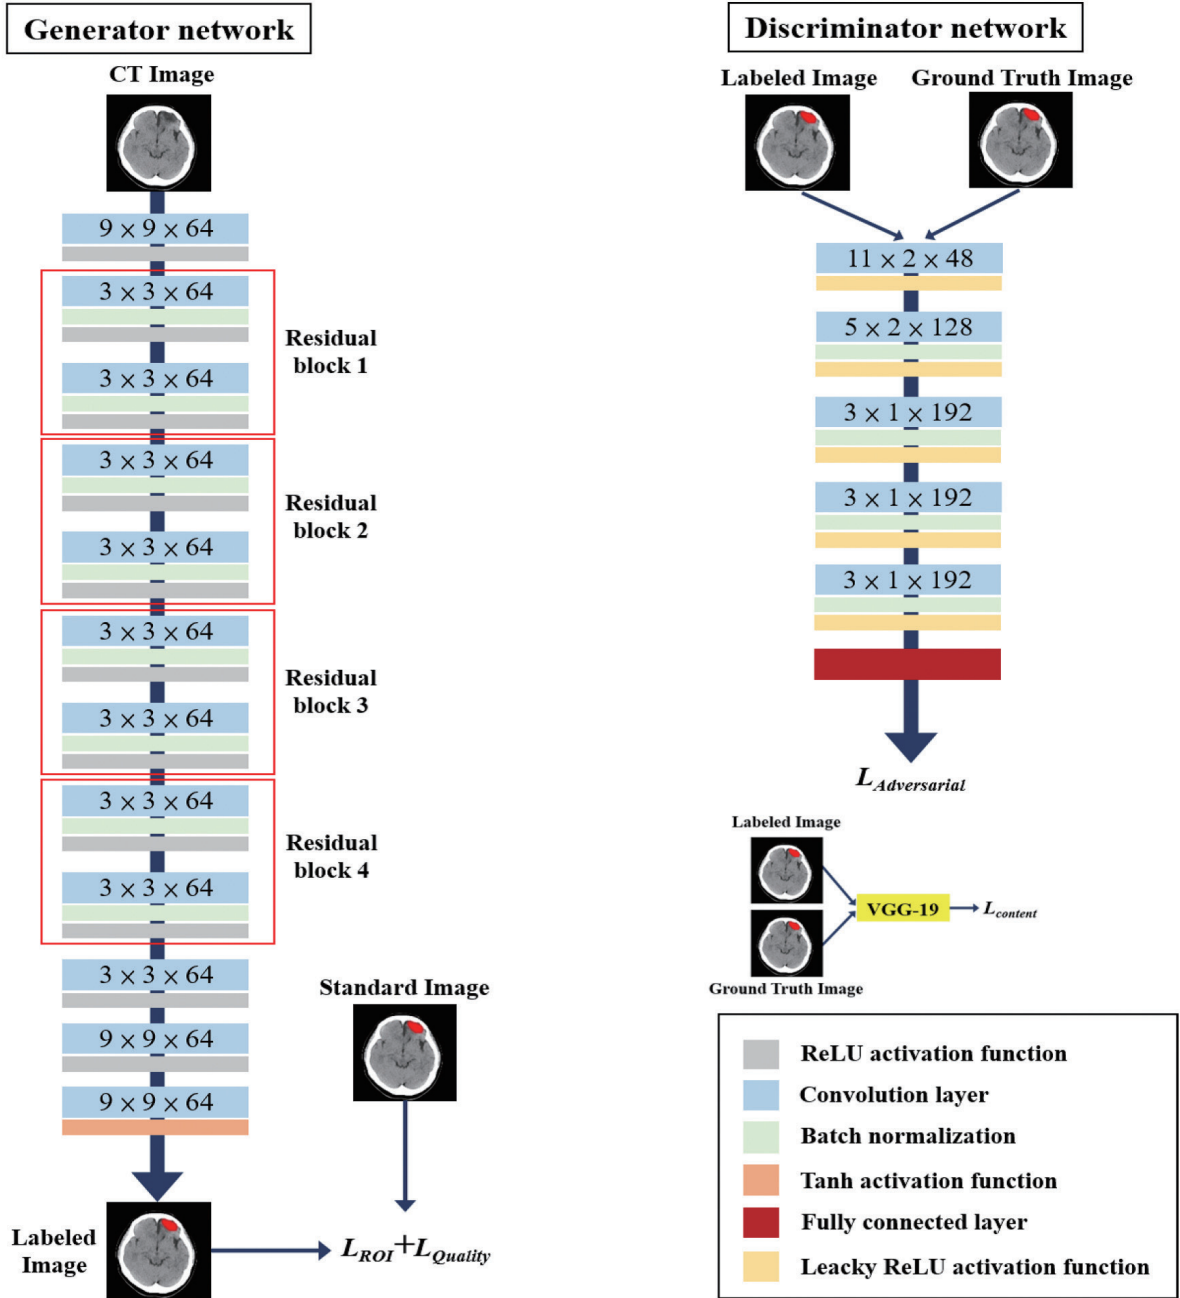 Generator network
CT Image
9 × 9 × 64
3 × 3 × 64
3 × 3 × 64
Residual
block 1
3 × 3 × 64
3 × 3 × 64
Residual
block 2
3 × 3 × 64
3 × 3 × 64
Residual
block 3
3 × 3 × 64
3 × 3 × 64
Residual
block 4
3 × 3 × 64
9 × 9 × 64
9 × 9 × 64
Standard Image
Labeled
Image
L_ROI+L_Quality
Discriminator network
Labeled Image
Ground Truth Image
11 × 2 × 48
5 × 2 × 128
3 × 1 × 192
3 × 1 × 192
3 × 1 × 192
L_Adversarial
Labeled Image
VGG-19
L_content
Ground Truth Image
ReLU activation function
Convolution layer
Batch normalization
Tanh activation function
Fully connected layer
Leacky ReLU activation function